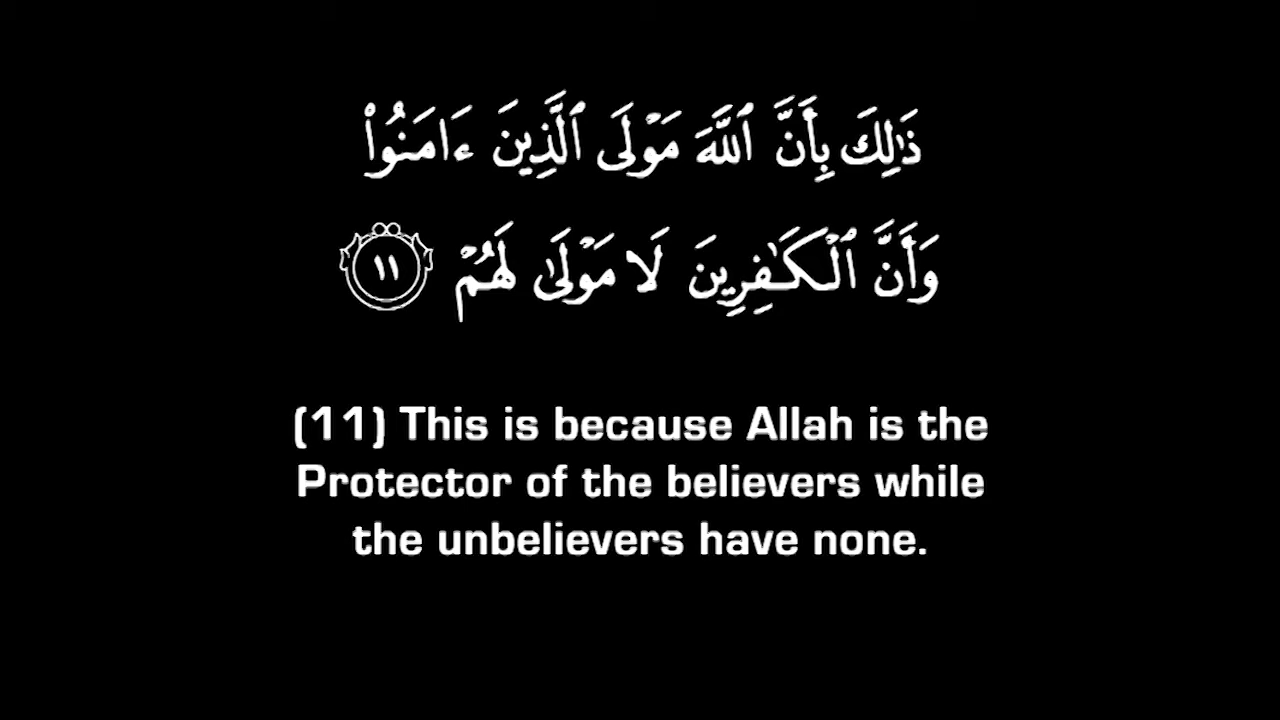 ذَٰلِكَ بِأَنَّ ٱللَّهَ مَوْلَى ٱلَّذِينَ ءَامَنُوا۟
وَأَنَّ ٱلْكَـٰفِرِينَ لَا مَوْلَىٰ لَهُمْ ١١
(11) This is because Allah is the
Protector of the believers while
the unbelievers have none.